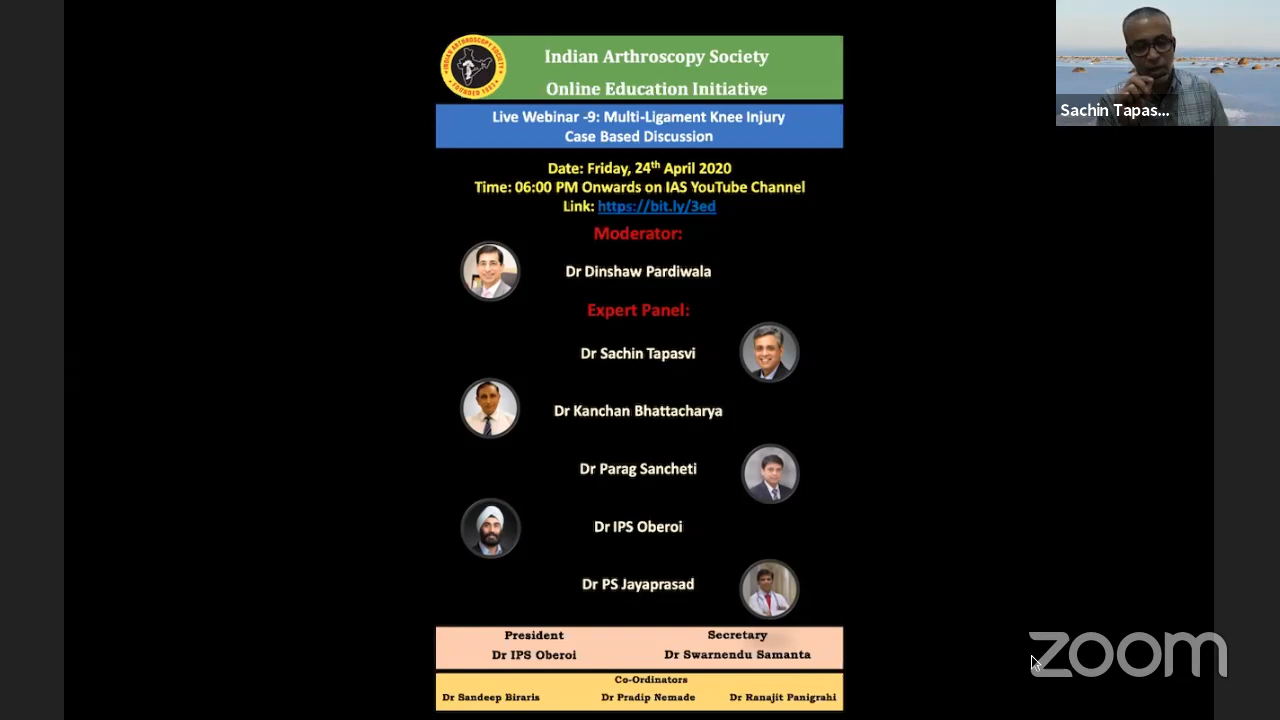 Indian Arthroscopy Society
Online Education Initiative
INDIAN ARTHROSCOPY SOCIETY
Live Webinar -9: Multi-Ligament Knee Injury
Case Based Discussion
Date: Friday, 24th April 2020
Time: 06:00 PM Onwards on IAS YouTube Channel
Link: https://bit.ly/3ed
Moderator:
Dr Dinshaw Pardiwala
Expert Panel:
Dr Sachin Tapasvi
Dr Kanchan Bhattacharya
Dr Parag Sancheti
Dr IPS Oberoi
Dr PS Jayaprasad
President
Dr IPS Oberoi
Secretary
Dr Swarnendu Samanta
Co-Ordinators
Dr Sandeep Biraris
Dr Pradip Nemade
Dr Ranajit Panigrahi
Sachin Tapas...
zoom